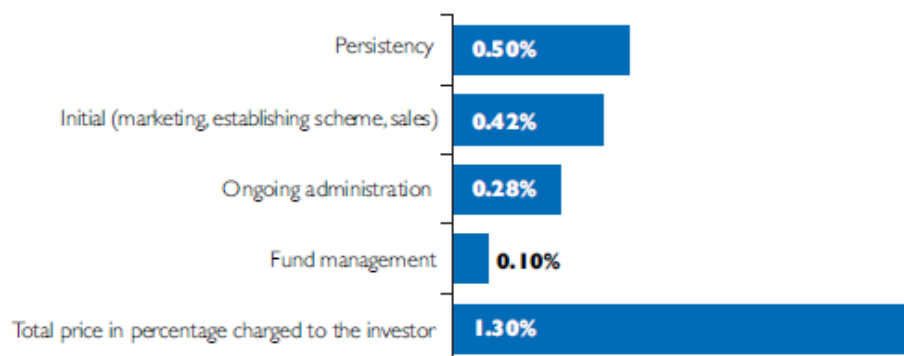 Persistency 0.50%
Initial (marketing, establishing scheme, sales) 0.42%
Ongoing administration 0.28%
Fund management 0.10%
Total price in percentage charged to the investor 1.30%